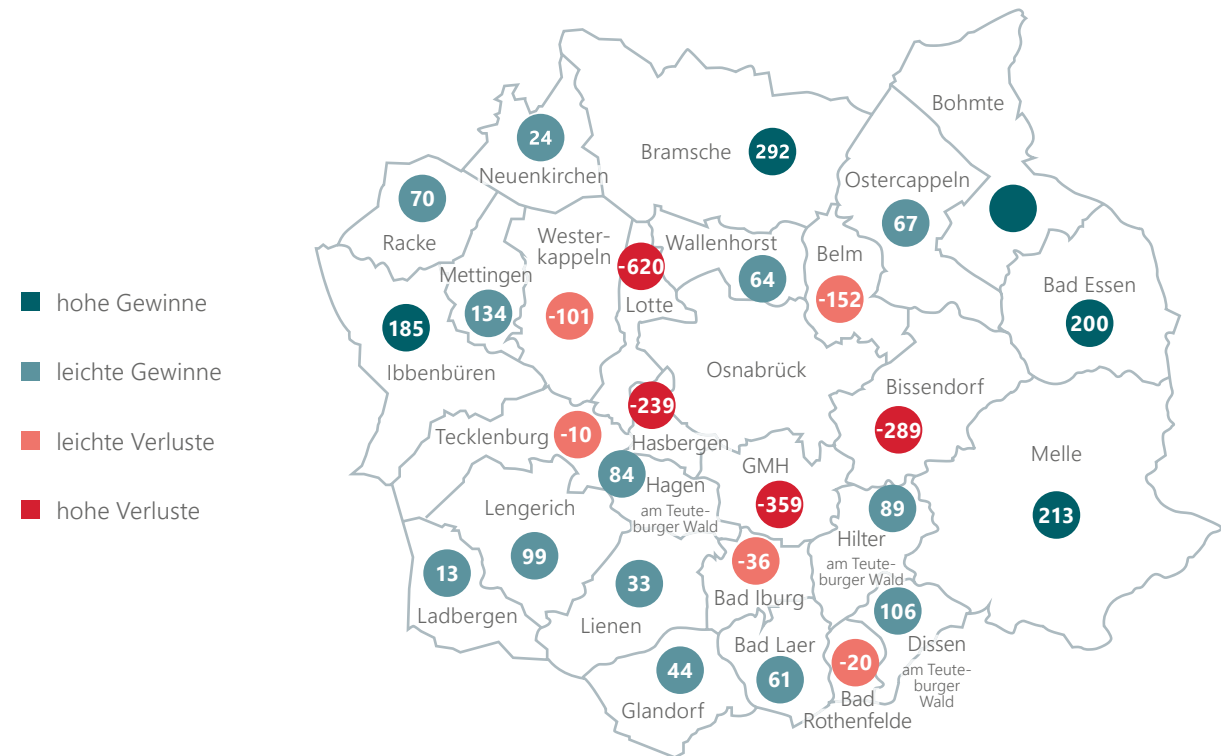 Bohmte
24
Bramsche
292
Neuenkirchen
Ostercappeln
70
67
Racke
Wester-
kappeln
Wallenhorst
Belm
-620
64
Mettingen
Bad Essen
-152
hohe Gewinne
134
-101
Lotte
185
200
leichte Gewinne
Ibbenbüren
Osnabrück
Bissendorf
-239
leichte Verluste
Tecklenburg
-10
Hasbergen
-289
Melle
GMH
84
Hagen
am Teute-
burger Wald
hohe Verluste
Lengerich
-359
89
213
Hilter
am Teute-
burger Wald
99
-36
13
33
Bad Iburg
Ladbergen
Lienen
106
Dissen
am Teute-
burger
Wald
Bad Laer
-20
44
61
Glandorf
Bad
Rothenfelde